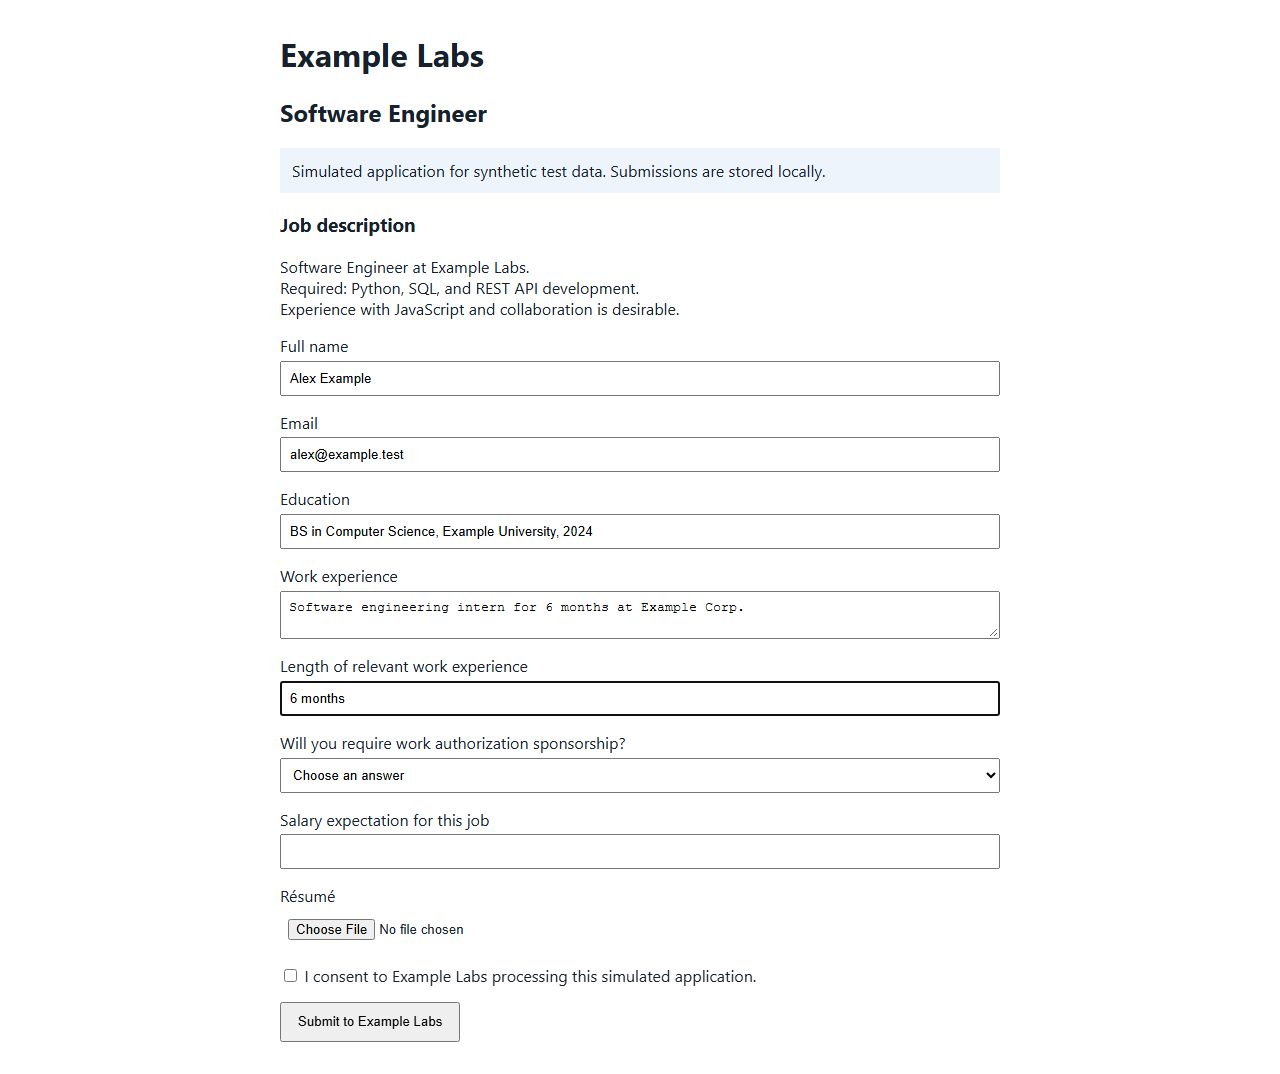 Example Labs
Software Engineer
Simulated application for synthetic test data. Submissions are stored locally.
Job description
Software Engineer at Example Labs.
Required: Python, SQL, and REST API development.
Experience with JavaScript and collaboration is desirable.
Full name
Alex Example
Email
alex@example.test
Education
BS in Computer Science, Example University, 2024
Work experience
Software engineering intern for 6 months at Example Corp.
Length of relevant work experience
6 months
Will you require work authorization sponsorship?
Choose an answer
Salary expectation for this job
Résumé
Choose File No file chosen
I consent to Example Labs processing this simulated application.
Submit to Example Labs